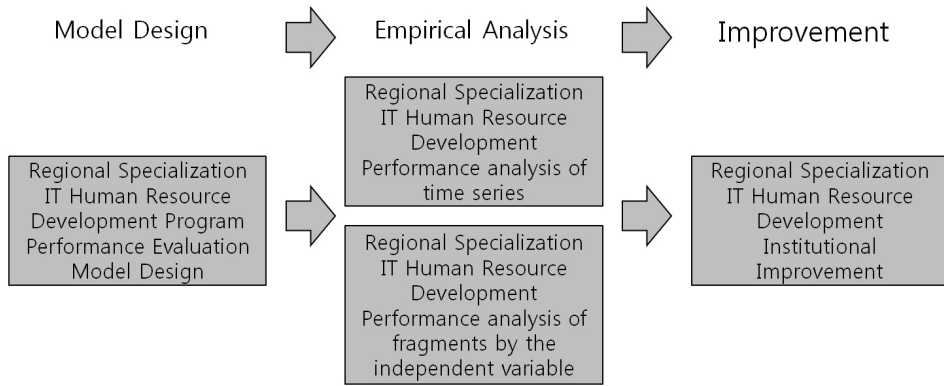 Model Design
Empirical Analysis
Improvement
Regional Specialization
IT Human Resource
Development Program
Performance Evaluation
Model Design
Regional Specialization
IT Human Resource
Development
Performance analysis of
time series
Regional Specialization
IT Human Resource
Development
Performance analysis of
fragments by the
independent variable
Regional Specialization
IT Human Resource
Development
Institutional
Improvement